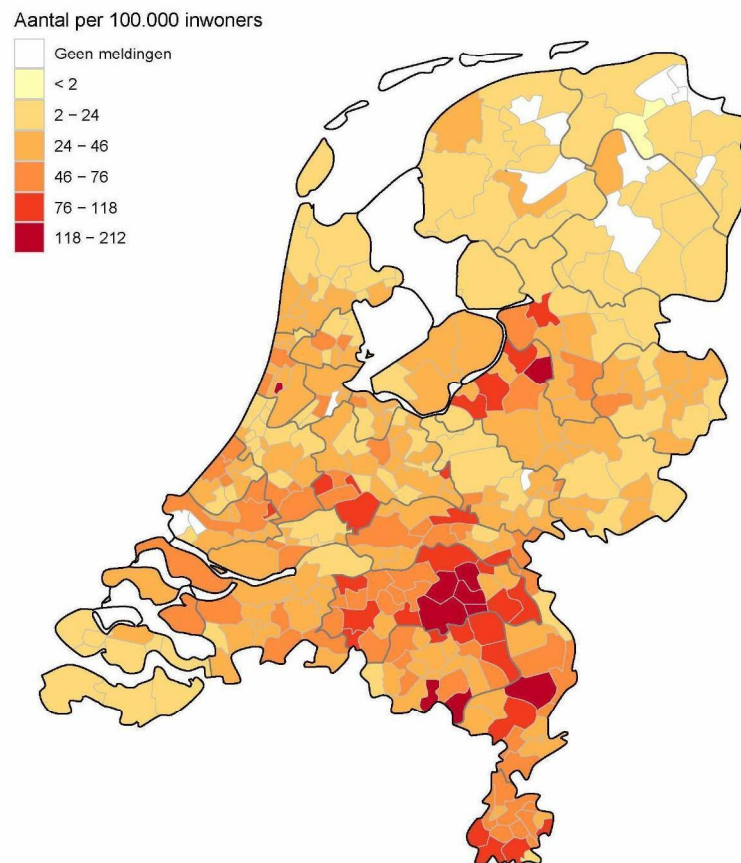 Aantal per 100.000 inwoners
Geen meldingen
< 2
2 – 24
24 – 46
46 – 76
76 – 118
118 – 212